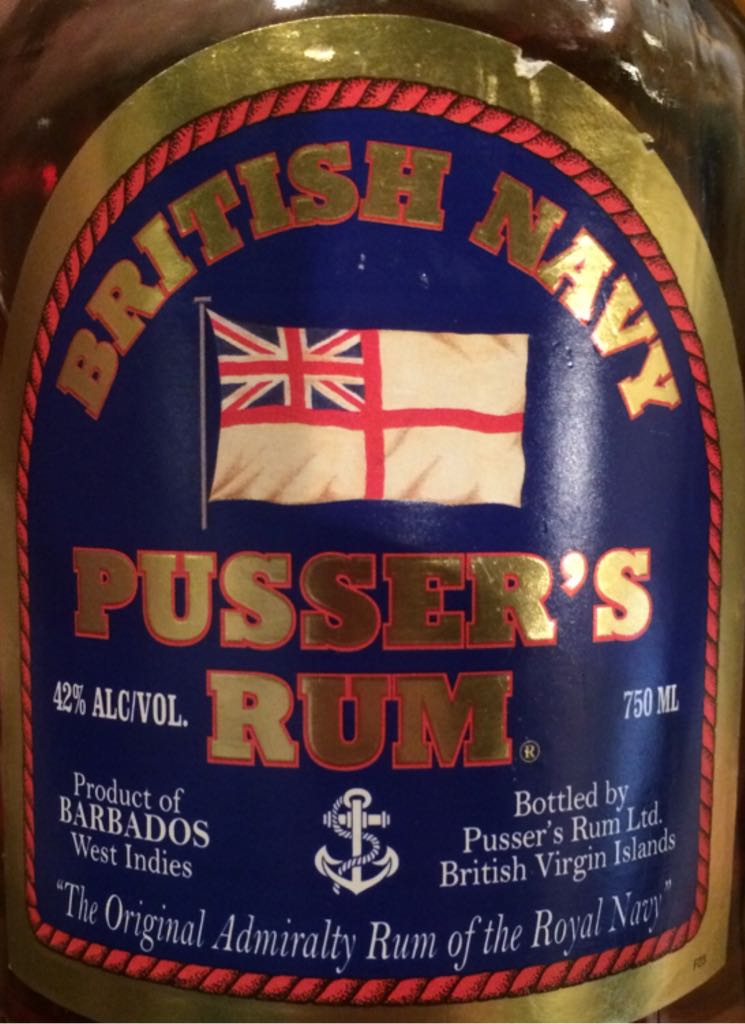 BRITISH NAVY
PUSSER'S
RUM®
42% ALC/VOL.
750 ML
Product of
BARBADOS
West Indies
Bottled by
Pusser's Rum Ltd.
British Virgin Islands
"The Original Admiralty Rum of the Royal Navy"